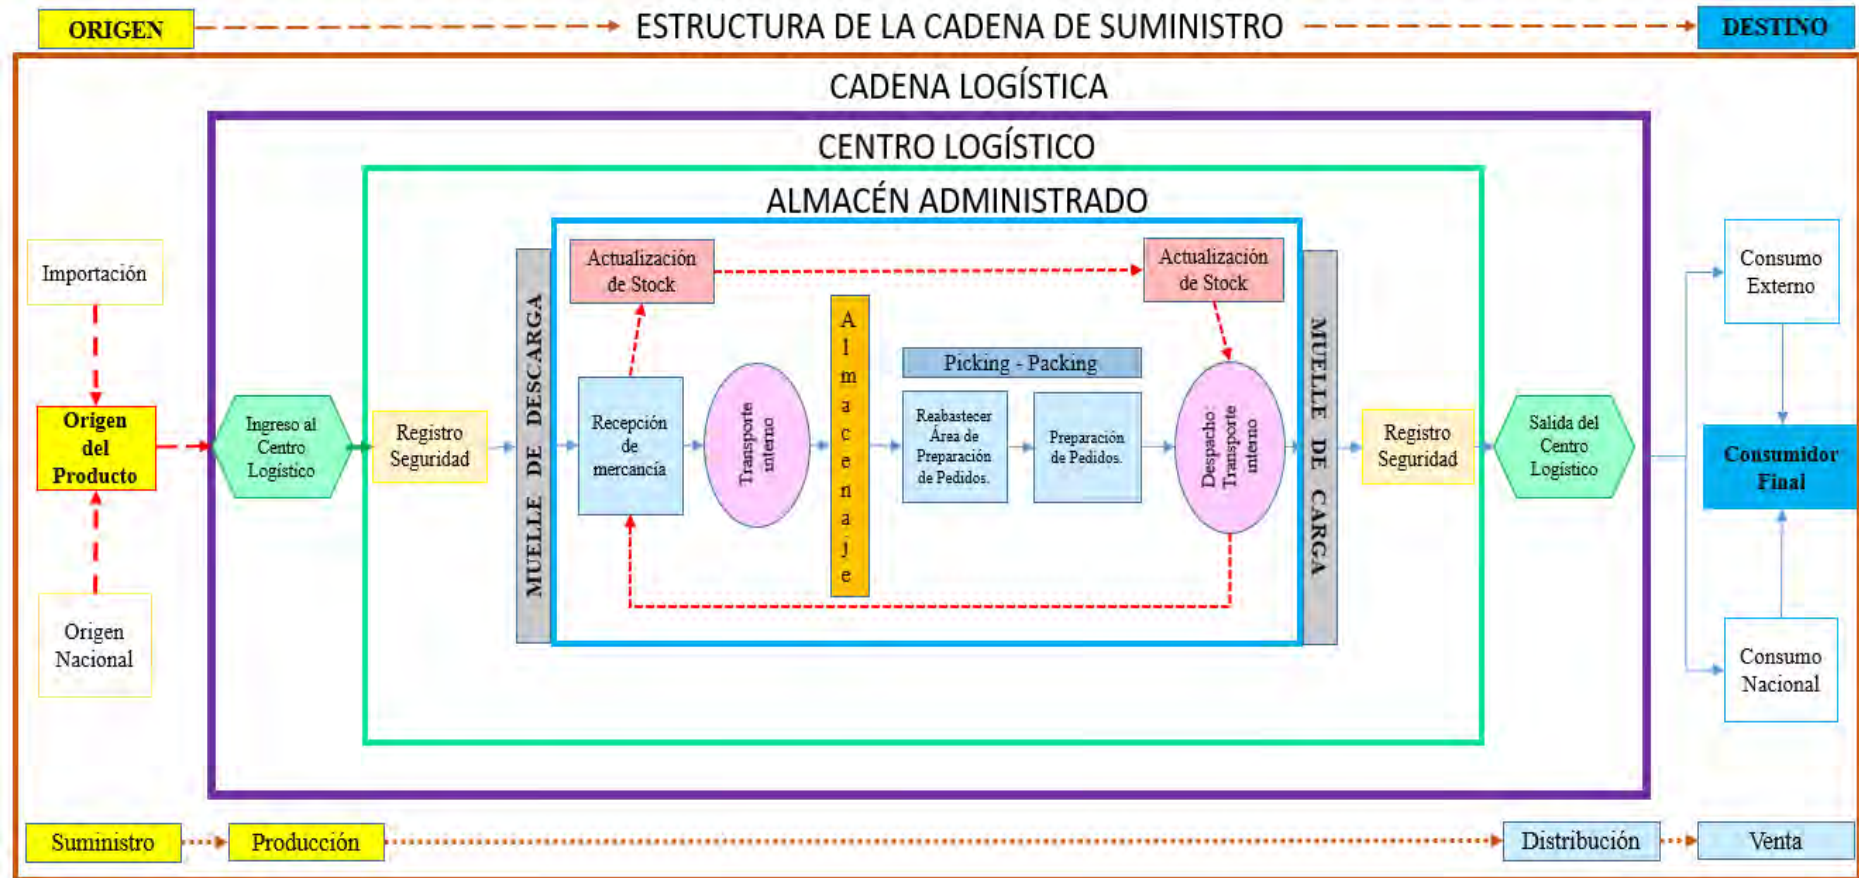 ORIGEN
ESTRUCTURA DE LA CADENA DE SUMINISTRO
DESTINO
CADENA LOGÍSTICA
CENTRO LOGÍSTICO
ALMACÉN ADMINISTRADO
Importación
Origen
del
Producto
Origen
Nacional
Ingreso al
Centro
Logístico
Registro
Seguridad
MUELLE DE DESCARGA
Actualización
de Stock
Recepción
de
mercancía
Transporte
interno
Almacenaje
Picking - Packing
Reabastecer
Área de
Preparación
de Pedidos.
Preparación
de Pedidos.
Actualización
de Stock
Despacho:
Transporte
interno
MUELLE DE CARGA
Registro
Seguridad
Salida del
Centro
Logístico
Consumo
Externo
Consumidor
Final
Consumo
Nacional
Suministro
Producción
Distribución
Venta